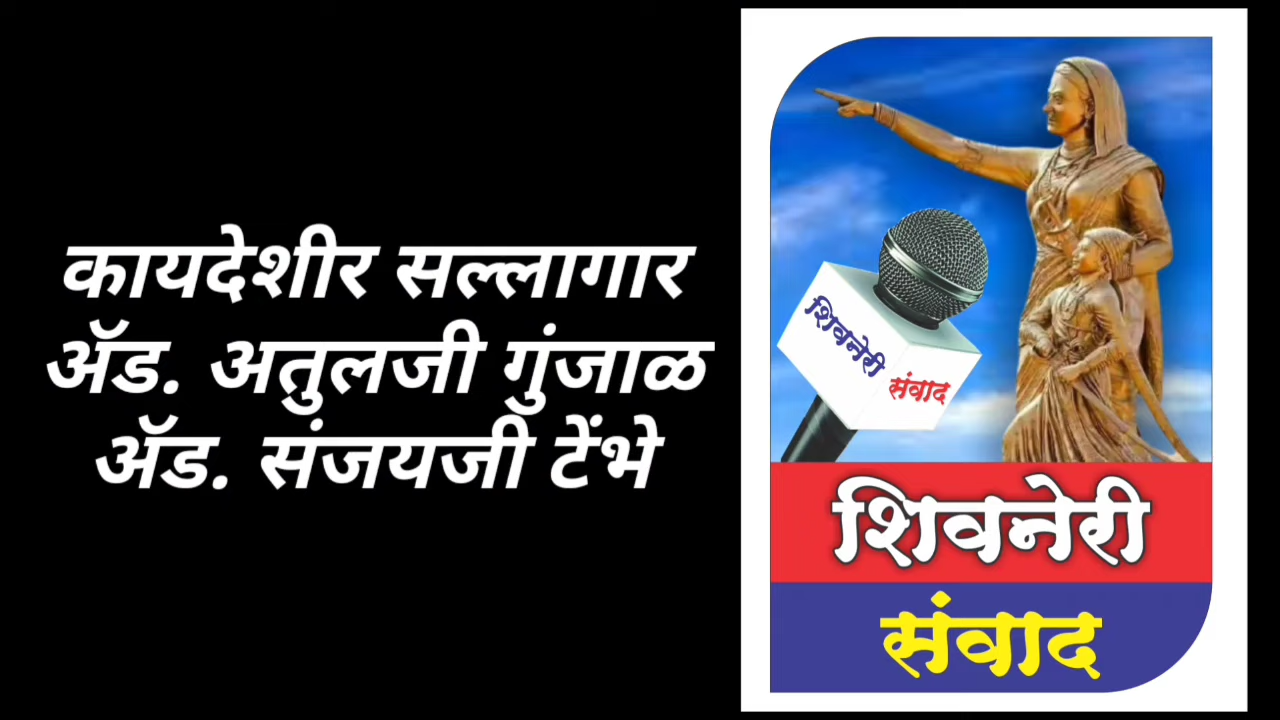 कायदेशीर सल्लागार
ॲड. अतुलजी गुंजाळ
ॲड. संजयजी टेंभे
शिवनेरी
संवाद
शिवनेरी
संवाद